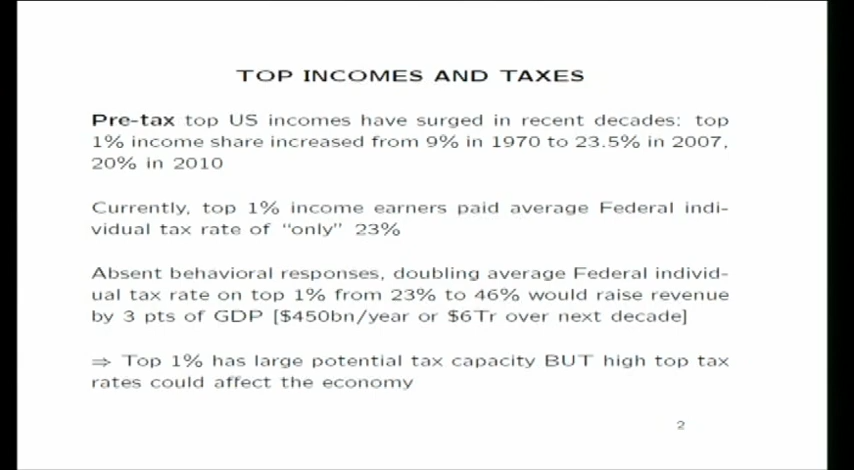 TOP INCOMES AND TAXES
Pre-tax top US incomes have surged in recent decades: top
1% income share increased from 9% in 1970 to 23.5% in 2007,
20% in 2010
Currently, top 1% income earners paid average Federal indi-
vidual tax rate of “only” 23%
Absent behavioral responses, doubling average Federal individ-
ual tax rate on top 1% from 23% to 46% would raise revenue
by 3 pts of GDP [$450bn/year or $6Tr over next decade]
⇒ Top 1% has large potential tax capacity BUT high top tax
rates could affect the economy
2